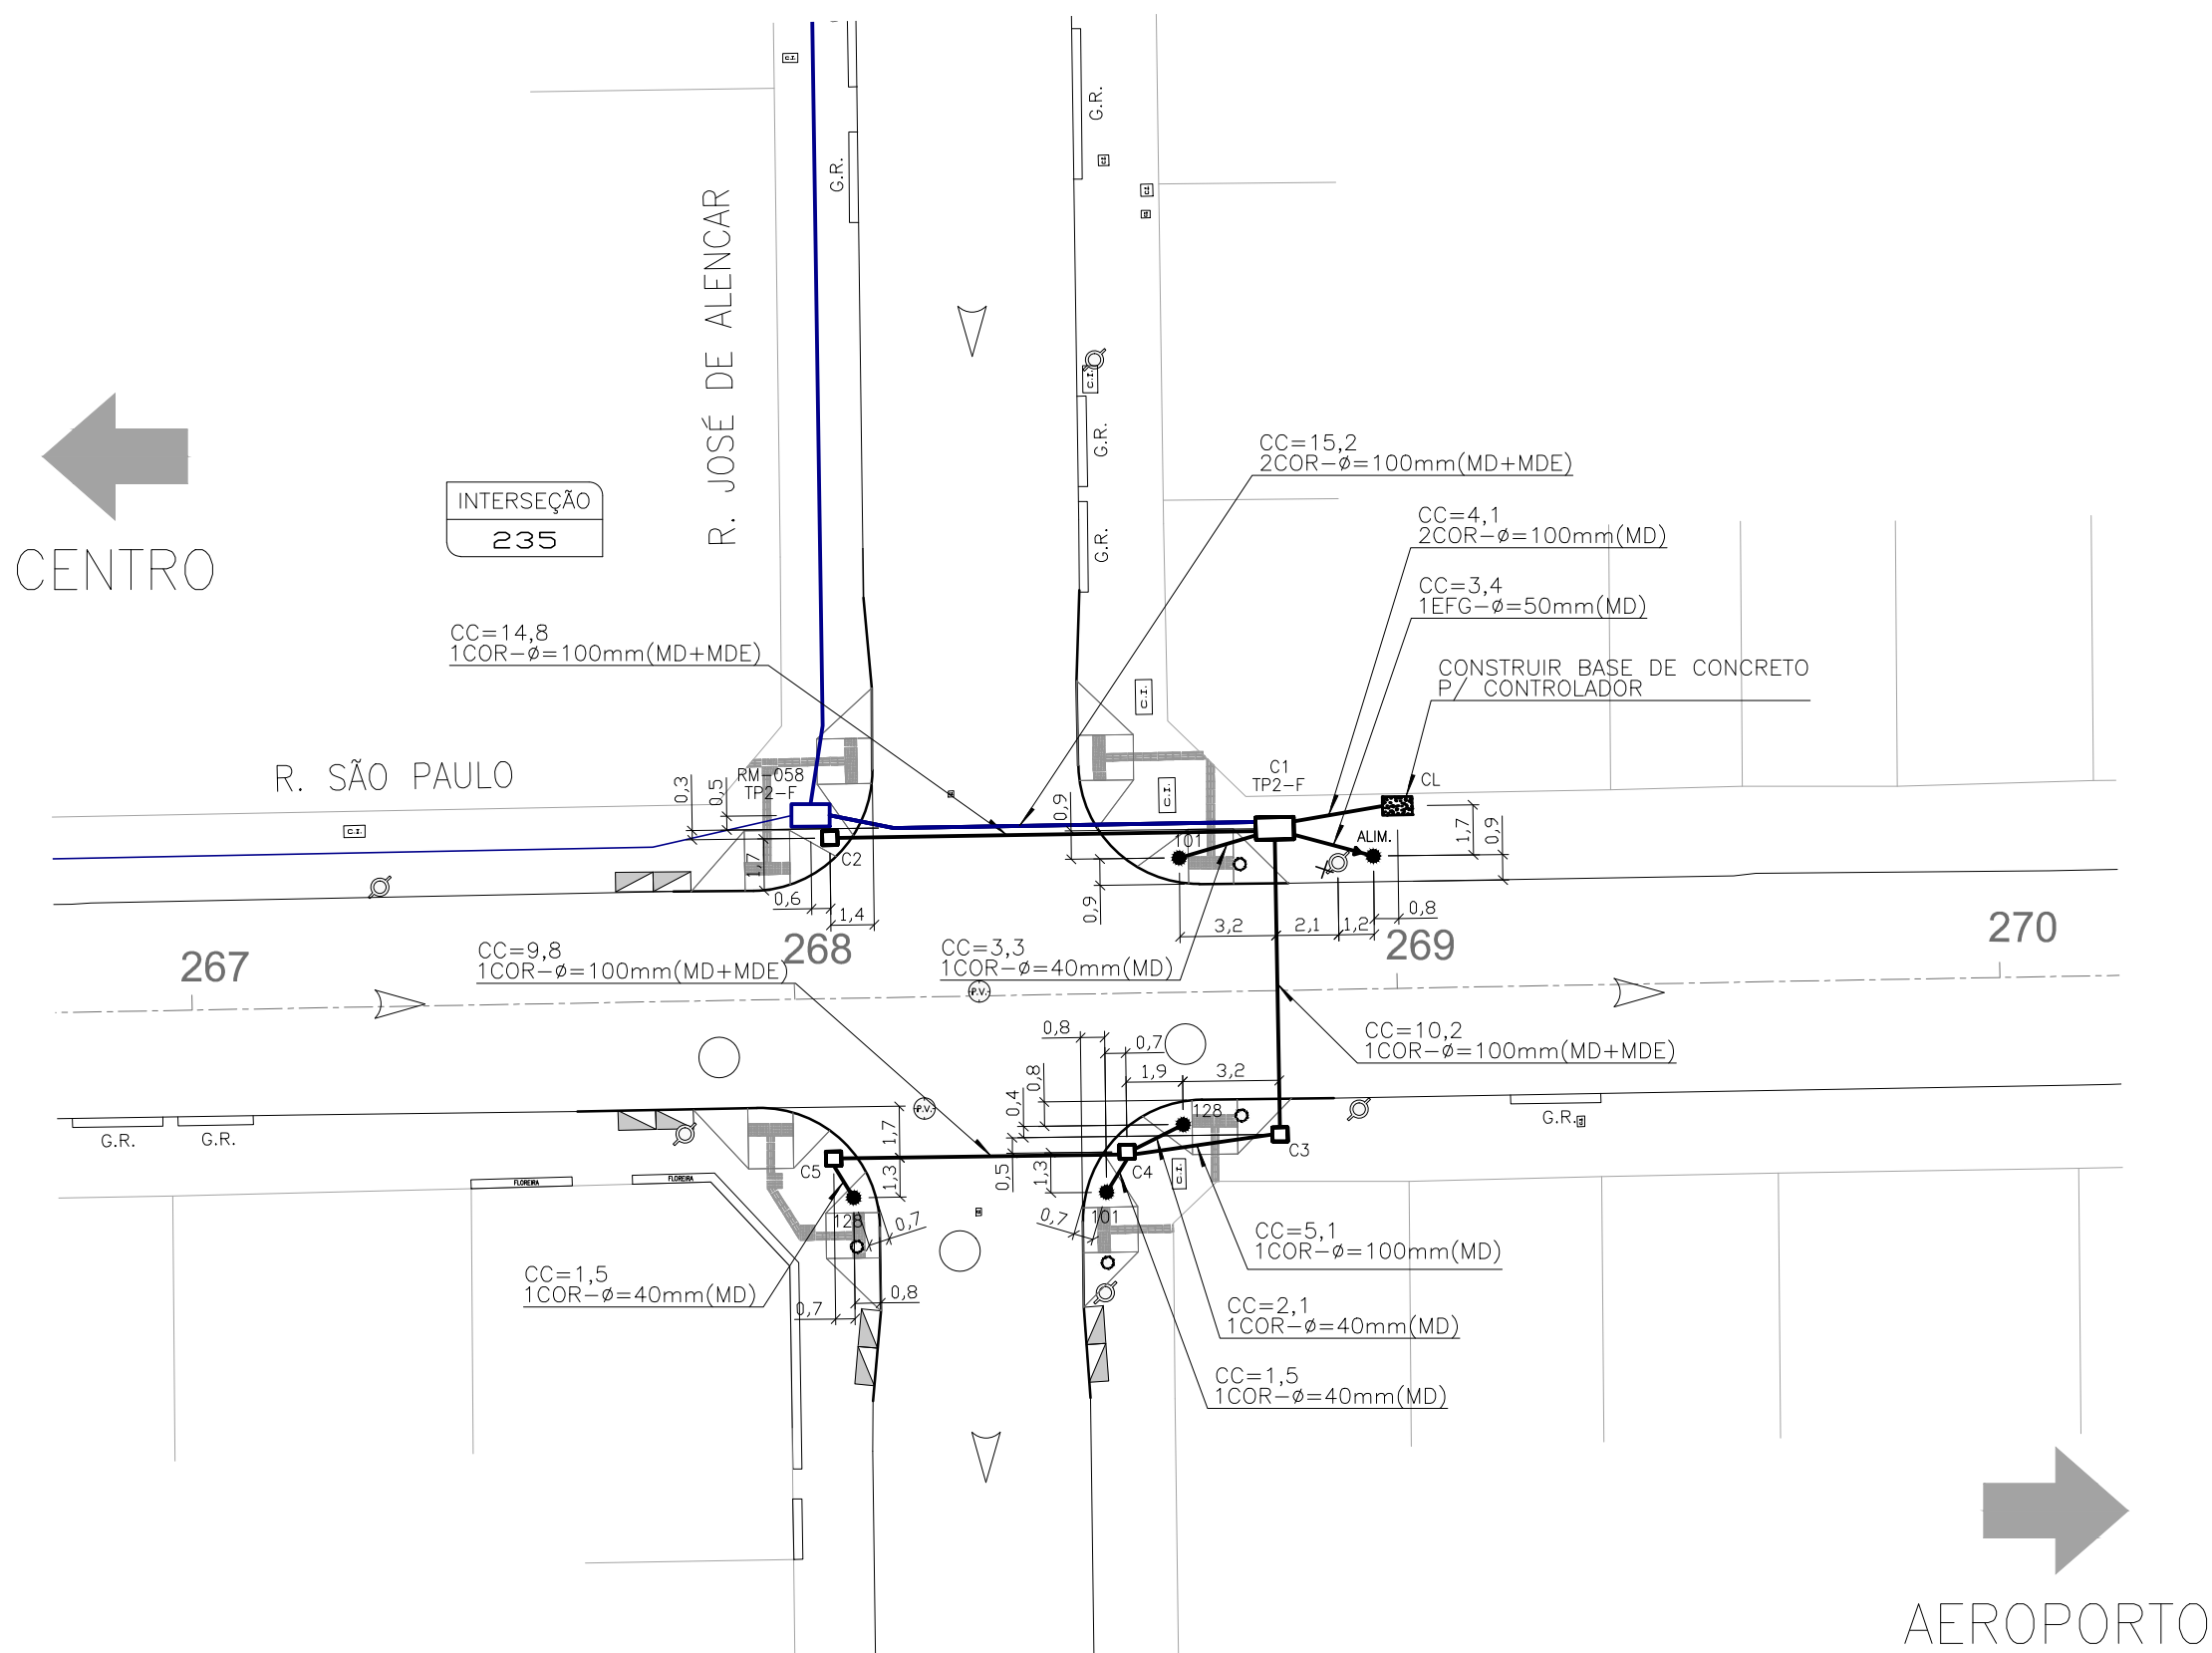 C.I.
G.R.
C.I.
G.R.
C.I.
R. JOSÉ DE ALENCAR
C.I.
G.R.
CC=15,2
2COR-ø=100mm(MD+MDE)
INTERSEÇÃO
235
CENTRO
CC=4,1
2COR-ø=100mm(MD)
G.R.
CC=3,4
1EFG-ø=50mm(MD)
CC=14,8
1COR-ø=100mm(MD+MDE)
CONSTRUIR BASE DE CONCRETO
P/ CONTROLADOR
C.I.
R. SÃO PAULO
RM-058
TP2-F
C1
TP2-F
CL
C.I.
0,3
0,5
0,9
C.I.
101
ALIM.
1,7
0,9
C2
1,7
0,6
1,4
0,9
3,2
2,1
1,2
0,8
267
268
269
270
CC=9,8
1COR-ø=100mm(MD+MDE)
CC=3,3
1COR-ø=40mm(MD)
P.V.
0,8
0,7
CC=10,2
1COR-ø=100mm(MD+MDE)
1,9
3,2
0,8
0,4
P.V.
128
G.R.
G.R.
G.R.
1,7
C3
C5
1,3
0,5
1,3
C4
C.I.
FLOREIRA
FLOREIRA
128
0,7
0,7
101
CC=5,1
1COR-ø=100mm(MD)
CC=1,5
1COR-ø=40mm(MD)
0,7
0,8
CC=2,1
1COR-ø=40mm(MD)
CC=1,5
1COR-ø=40mm(MD)
AEROPORTO